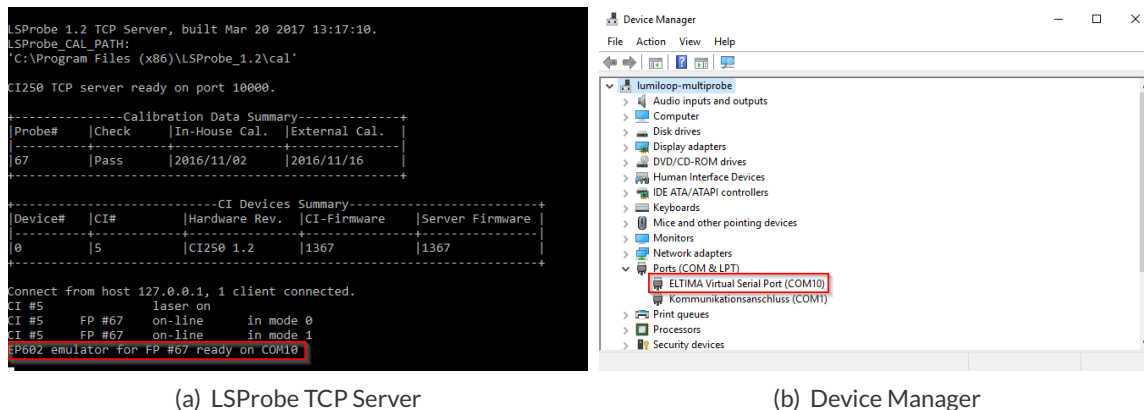 LSProbe 1.2 TCP Server, built Mar 20 2017 13:17:10.
LSProbe_CAL_PATH:
'C:\Program Files (x86)\LSProbe_1.2\cal'
CI250 TCP server ready on port 10000.
+---------------Cal‌ibration Data Summary-------------+
|Probe# |Check |In-House Cal. |External Cal. |
|67 |Pass |2016/11/02 |2016/11/16 |
+--------------------------CI Devices Summary-----------------------+
|Device# |CI# |Hardware Rev. |CI-Firmware |Server Firmware |
|0 |5 |CI250 1.2 |1367 |1367 |
Connect from host 127.0.0.1, 1 client connected.
CI #5 laser on
CI #5 FP #67 on-line in mode 0
CI #5 FP #67 on-line in mode 1
EP602 emulator for FP #67 ready on COM10
(a) LSProbe TCP Server
Device Manager
File Action View Help
lumiloop-multiprobe
Audio inputs and outputs
Computer
Disk drives
Display adapters
DVD/CD-ROM drives
Human Interface Devices
IDE ATA/ATAPI controllers
Keyboards
Mice and other pointing devices
Monitors
Network adapters
Ports (COM & LPT)
ELTIMA Virtual Serial Port (COM10)
Kommunikationsanschluss (COM1)
Print queues
Processors
Security devices
(b) Device Manager